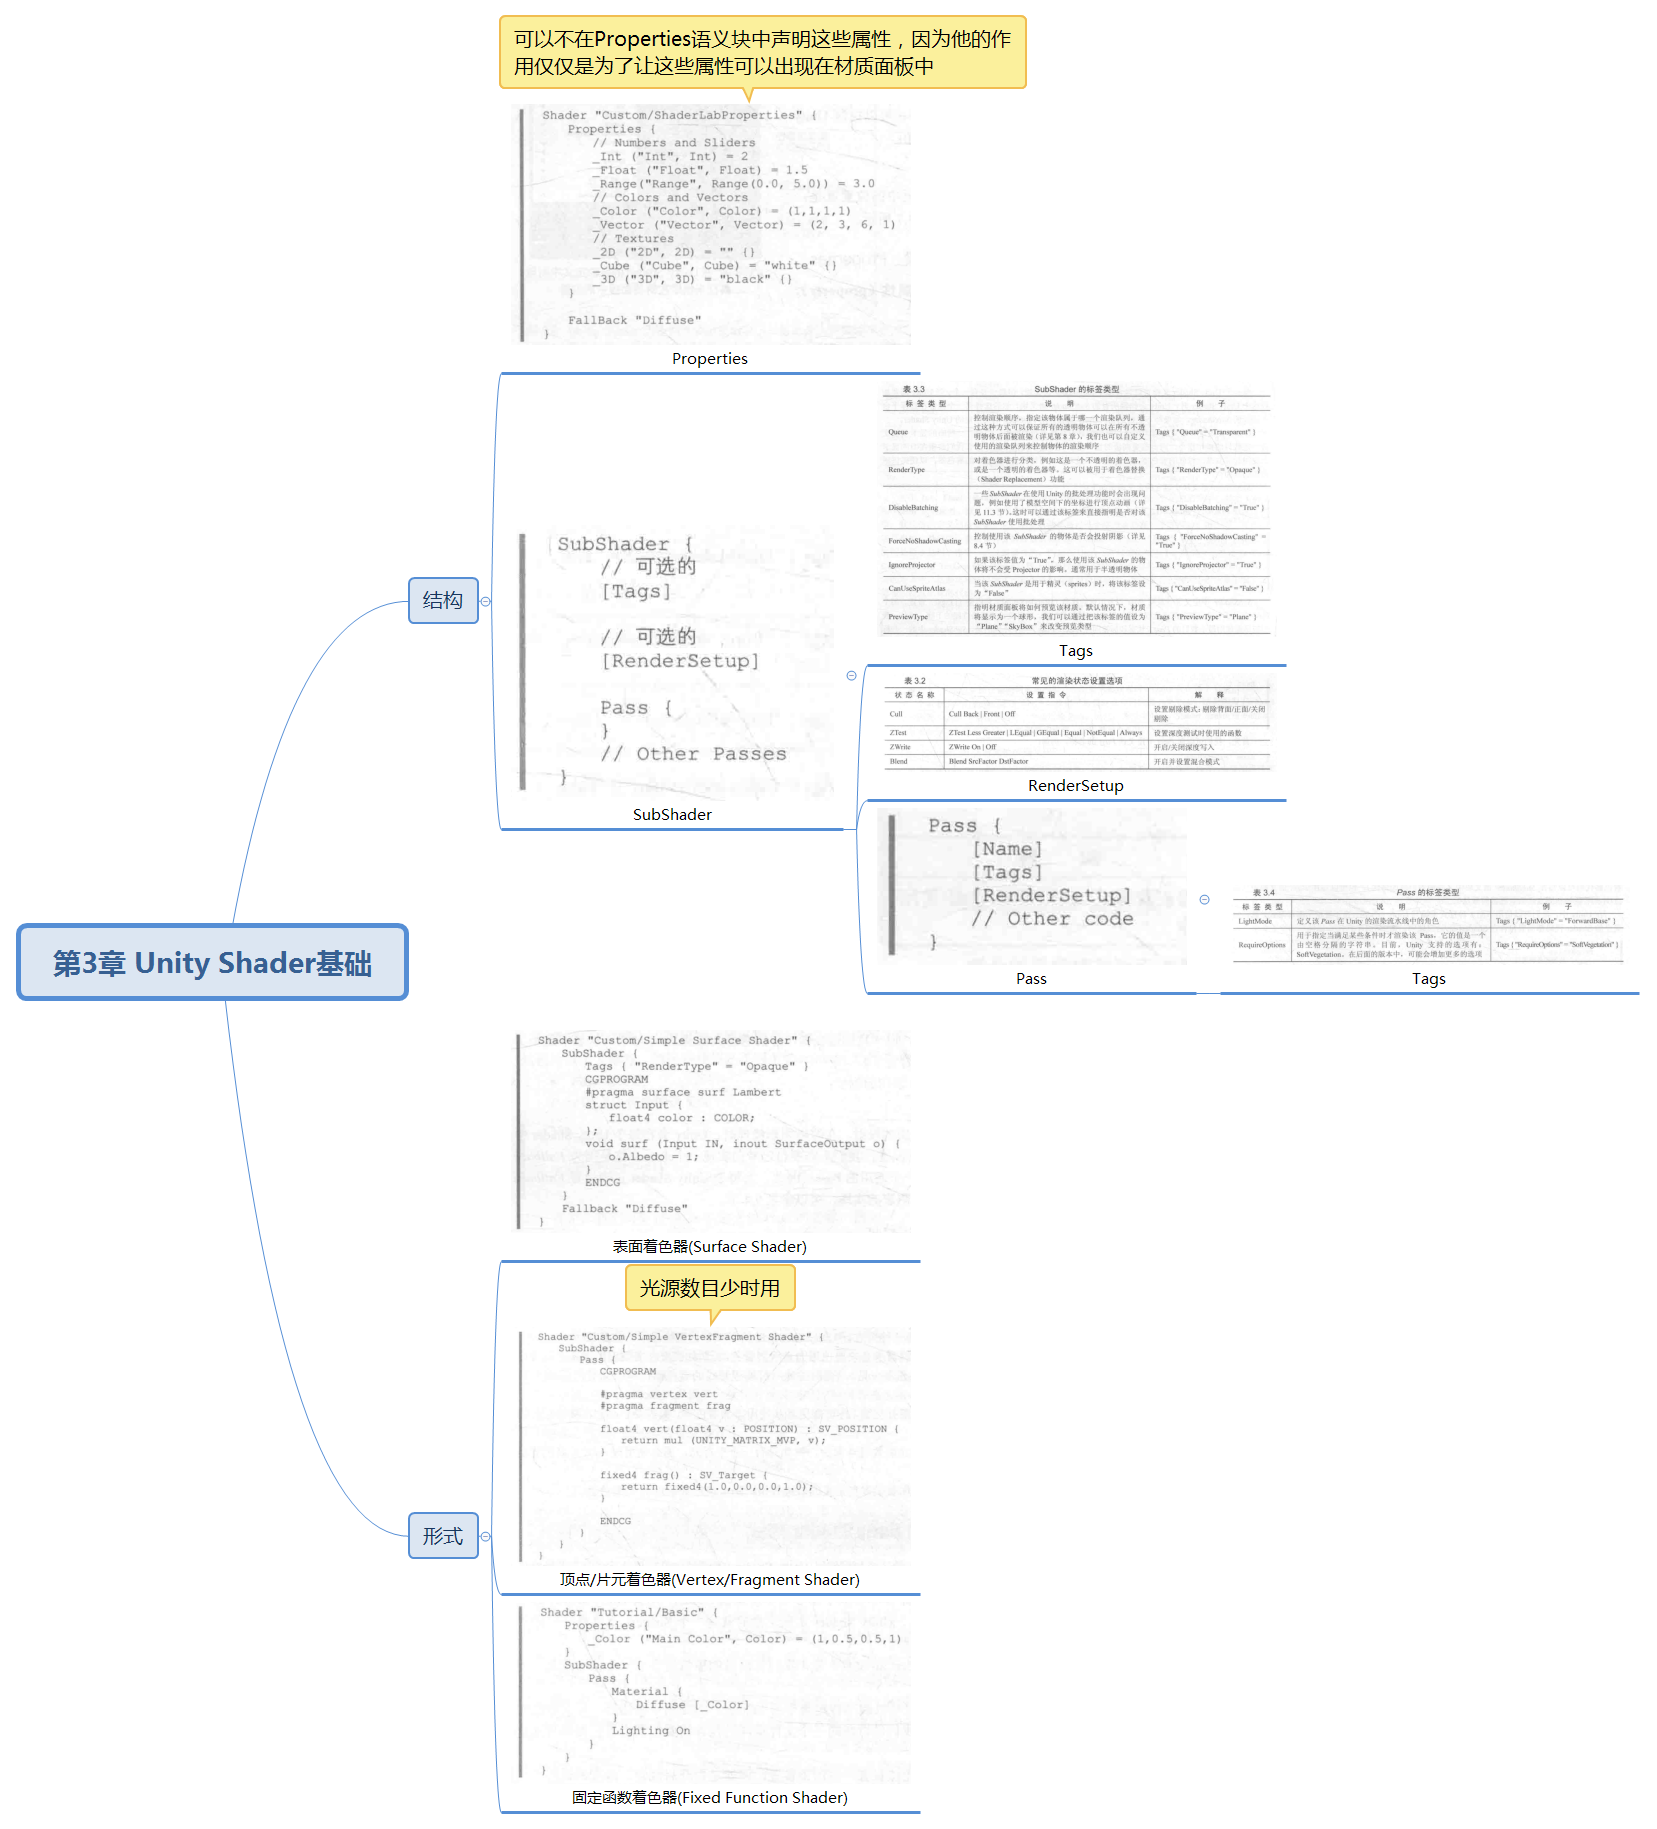 可以不在Properties语义块中声明这些属性，因为他的作
用仅仅是为了让这些属性可以出现在材质面板中
Shader "Custom/ShaderLabProperties" {
Properties {
// Numbers and Sliders
_Int ("Int", Int) = 2
_Float ("Float", Float) = 1.5
_Range("Range", Range(0.0, 5.0)) = 3.0
// Colors and Vectors
_Color ("Color", Color) = (1,1,1,1)
_Vector ("Vector", Vector) = (2, 3, 6, 1)
// Textures
_2D ("2D", 2D) = "" {}
_Cube ("Cube", Cube) = "white" {}
_3D ("3D", 3D) = "black" {}
}
FallBack "Diffuse"
}
Properties
结构
SubShader {
// 可选的
[Tags]
// 可选的
[RenderSetup]
Pass {
}
// Other Passes
}
SubShader
表 3.3 SubShader 的标签类型
标 签 类 型 说 明 例 子
Queue 控制渲染顺序，指定该物体属于哪一个渲染队列，通
过这种方式可以保证所有的透明物体可以在所有不透
明物体后面被渲染（详见第 8 章），我们也可以自定义
使用的渲染队列来控制物体的渲染顺序 Tags { "Queue" = "Transparent" }
RenderType 对着色器进行分类，例如这是一个不透明的着色器，
或是一个透明的着色器等。这可以被用于着色器替换
（Shader Replacement）功能 Tags { "RenderType" = "Opaque" }
DisableBatching 一些 SubShader 在使用 Unity 的批处理功能时会出现问
题，例如使用了模型空间下的坐标进行顶点动画（详
见 11.3 节）。这时可以通过该标签来直接指明是否对该
SubShader 使用批处理 Tags { "DisableBatching" = "True" }
ForceNoShadowCasting 控制使用该 SubShader 的物体是否会投射阴影（详见
8.4 节） Tags { "ForceNoShadowCasting" =
"True" }
IgnoreProjector 如果该标签值为“True”，那么使用该 SubShader 的物
体将不会受 Projector 的影响。通常用于半透明物体 Tags { "IgnoreProjector" = "True" }
CanUseSpriteAtlas 当该 SubShader 是用于精灵（sprites）时，将该标签设
为“False” Tags { "CanUseSpriteAtlas" = "False" }
PreviewType 指明材质面板将如何预览该材质。默认情况下，材质
将显示为一个球形，我们可以通过把该标签的值设为
“Plane”“SkyBox”来改变预览类型 Tags { "PreviewType" = "Plane" }
Tags
表 3.2 常见的渲染状态设置选项
状 态 名 称 设 置 指 令 解 释
Cull Cull Back | Front | Off 设置剔除模式：剔除背面/正面/关闭
剔除
ZTest ZTest Less Greater | LEqual | GEqual | Equal | NotEqual | Always 设置深度测试时使用的函数
ZWrite ZWrite On | Off 开启/关闭深度写入
Blend Blend SrcFactor DstFactor 开启并设置混合模式
RenderSetup
Pass {
[Name]
[Tags]
[RenderSetup]
// Other code
}
Pass
表 3.4 Pass 的标签类型
标 签 类 型 说 明 例 子
LightMode 定义该 Pass 在 Unity 的渲染流水线中的角色 Tags { "LightMode" = "ForwardBase" }
RequireOptions 用于指定当满足某些条件时才渲染该 Pass，它的值是一个
由空格分隔的字符串。目前，Unity 支持的选项有：
SoftVegetation。在后面的版本中，可能会增加更多的选项 Tags { "RequireOptions" = "SoftVegetation" }
Tags
第3章 Unity Shader基础
Shader "Custom/Simple Surface Shader" {
SubShader {
Tags { "RenderType" = "Opaque" }
CGPROGRAM
#pragma surface surf Lambert
struct Input {
float4 color : COLOR;
};
void surf (Input IN, inout SurfaceOutput o) {
o.Albedo = 1;
}
ENDCG
}
Fallback "Diffuse"
}
表面着色器(Surface Shader)
光源数目少时用
Shader "Custom/Simple VertexFragment Shader" {
SubShader {
Pass {
CGPROGRAM
#pragma vertex vert
#pragma fragment frag
float4 vert(float4 v : POSITION) : SV_POSITION {
return mul (UNITY_MATRIX_MVP, v);
}
fixed4 frag() : SV_Target {
return fixed4(1.0,0.0,0.0,1.0);
}
ENDCG
}
}
}
形式
顶点/片元着色器(Vertex/Fragment Shader)
Shader "Tutorial/Basic" {
Properties {
_Color ("Main Color", Color) = (1,0.5,0.5,1)
}
SubShader {
Pass {
Material {
Diffuse [_Color]
}
Lighting On
}
}
}
固定函数着色器(Fixed Function Shader)